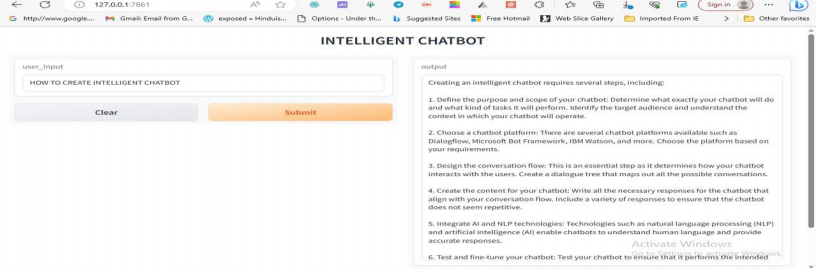 127.0.0.1:7861
Sign in
http://www.google.... Gmail: Email from G... exposed « Hinduis... Options - Under th... Suggested Sites Free Hotmail Web Slice Gallery Imported From IE Other favorites
INTELLIGENT CHATBOT
user_input
HOW TO CREATE INTELLIGENT CHATBOT
Clear Submit
output
Creating an intelligent chatbot requires several steps, including:
1. Define the purpose and scope of your chatbot: Determine what exactly your chatbot will do
and what kind of tasks it will perform. Identify the target audience and understand the
context in which your chatbot will operate.
2. Choose a chatbot platform: There are several chatbot platforms available such as
Dialogflow, Microsoft Bot Framework, IBM Watson, and more. Choose the platform based on
your requirements.
3. Design the conversation flow: This is an essential step as it determines how your chatbot
interacts with the users. Create a dialogue tree that maps out all the possible conversations.
4. Create the content for your chatbot: Write all the necessary responses for the chatbot that
align with your conversation flow. Include a variety of responses to ensure that the chatbot
does not seem repetitive.
5. Integrate AI and NLP technologies: Technologies such as natural language processing (NLP)
and artificial intelligence (AI) enable chatbots to understand human language and provide
accurate responses.
Activate Windows
Go to Settings to activate Windows.
6. Test and fine-tune your chatbot: Test your chatbot to ensure that it performs the intended